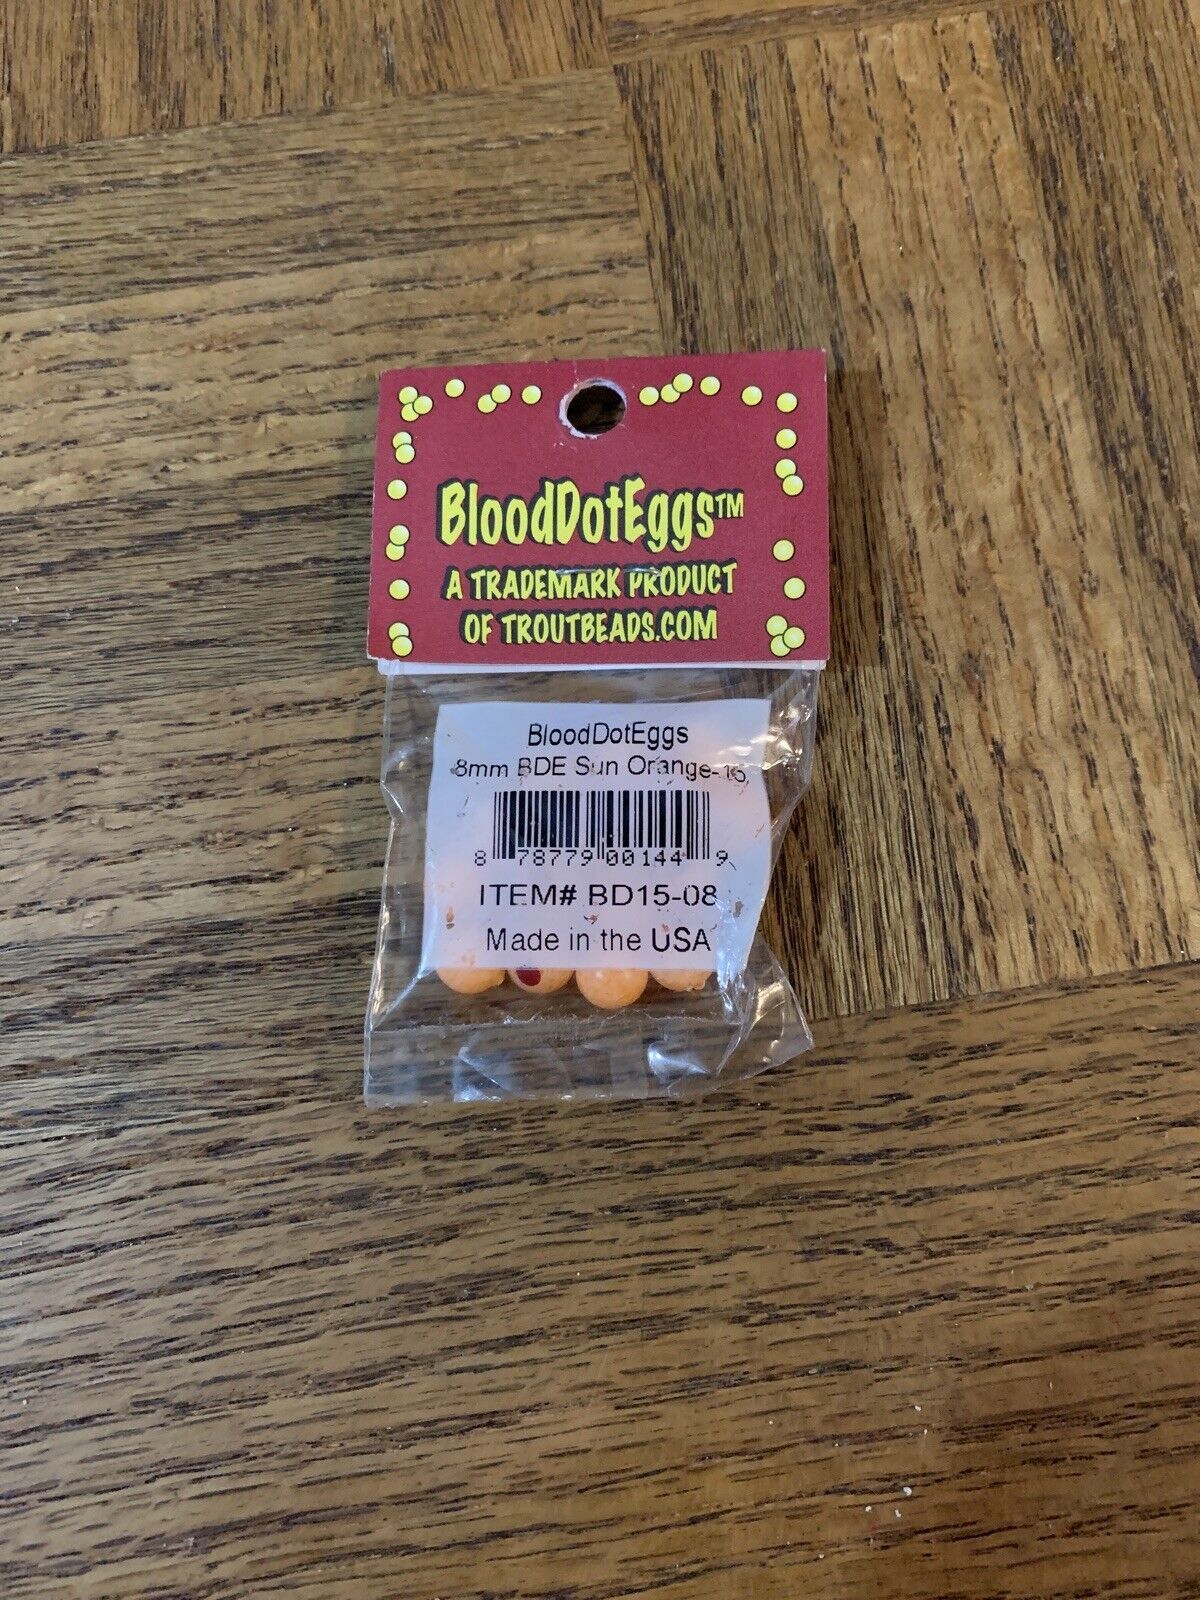 BloodDotEggs™
A TRADEMARK PRODUCT
OF TROUTBEADS.COM
BloodDotEggs
8mm BDE Sun Orange-15
8 78779 00144 9
ITEM# BD15-08
Made in the USA